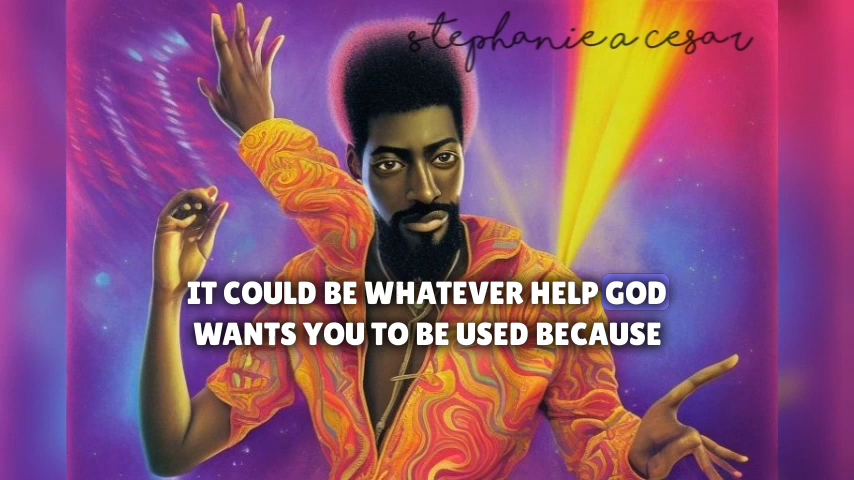 stephanie a cesar
IT COULD BE WHATEVER HELP GOD
WANTS YOU TO BE USED BECAUSE